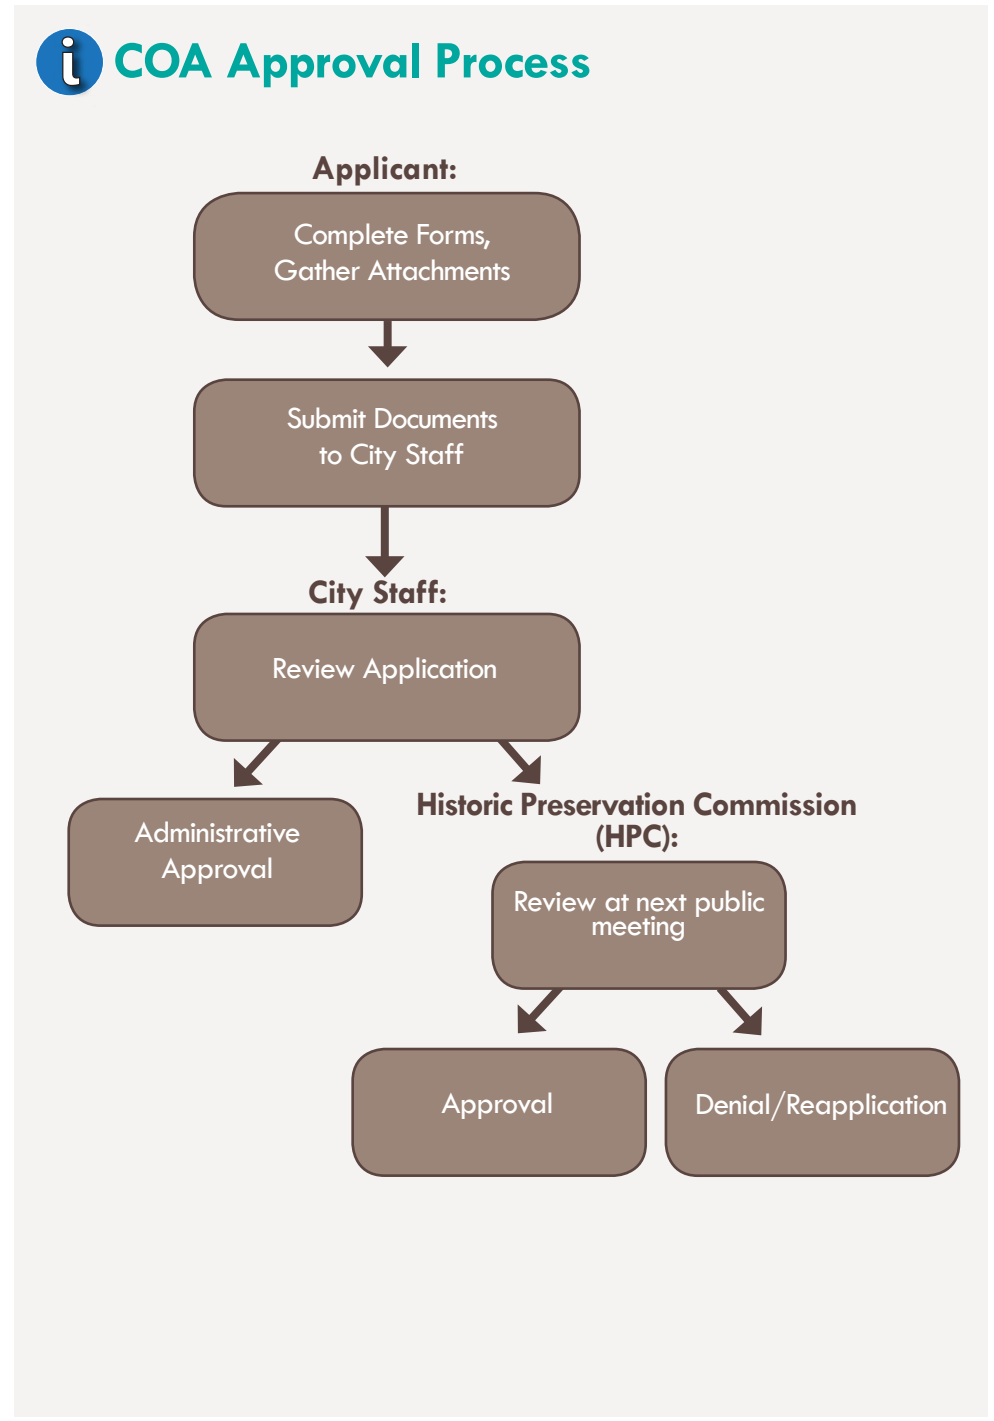 i COA Approval Process
Applicant:
Complete Forms,
Gather Attachments
Submit Documents
to City Staff
City Staff:
Review Application
Administrative
Approval
Historic Preservation Commission
(HPC):
Review at next public
meeting
Approval
Denial/Reapplication